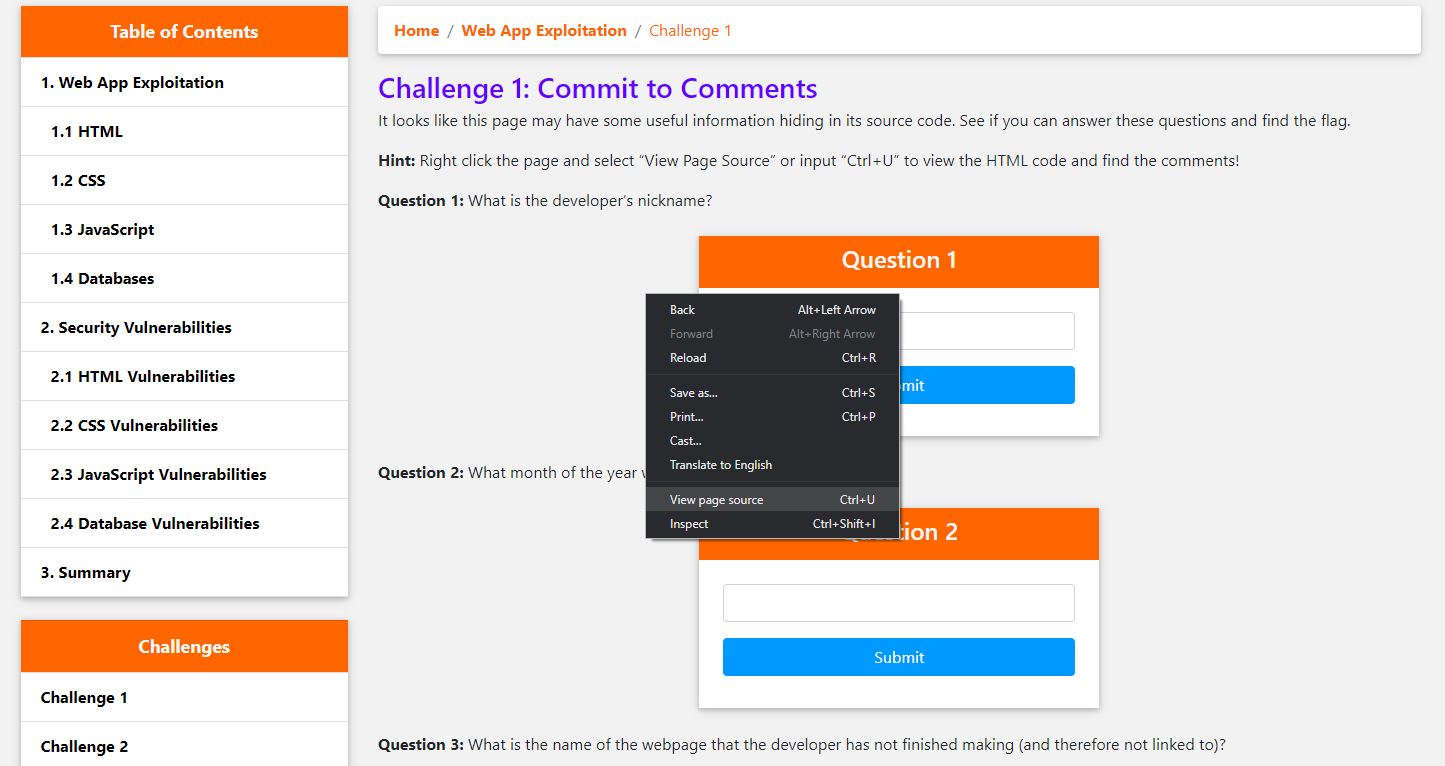 Table of Contents
1. Web App Exploitation
1.1 HTML
1.2 CSS
1.3 JavaScript
1.4 Databases
2. Security Vulnerabilities
2.1 HTML Vulnerabilities
2.2 CSS Vulnerabilities
2.3 JavaScript Vulnerabilities
2.4 Database Vulnerabilities
3. Summary
Challenges
Challenge 1
Challenge 2
Home / Web App Exploitation / Challenge 1
Challenge 1: Commit to Comments
It looks like this page may have some useful information hiding in its source code. See if you can answer these questions and find the flag.
Hint: Right click the page and select “View Page Source” or input “Ctrl+U” to view the HTML code and find the comments!
Question 1: What is the developer’s nickname?
Question 1
Back Alt+Left Arrow
Forward Alt+Right Arrow
Reload Ctrl+R
Save as... Ctrl+S
Print... Ctrl+P
Cast...
Translate to English
View page source Ctrl+U
Inspect Ctrl+Shift+I
Question 2: What month of the year
Question 2
Submit
Question 3: What is the name of the webpage that the developer has not finished making (and therefore not linked to)?